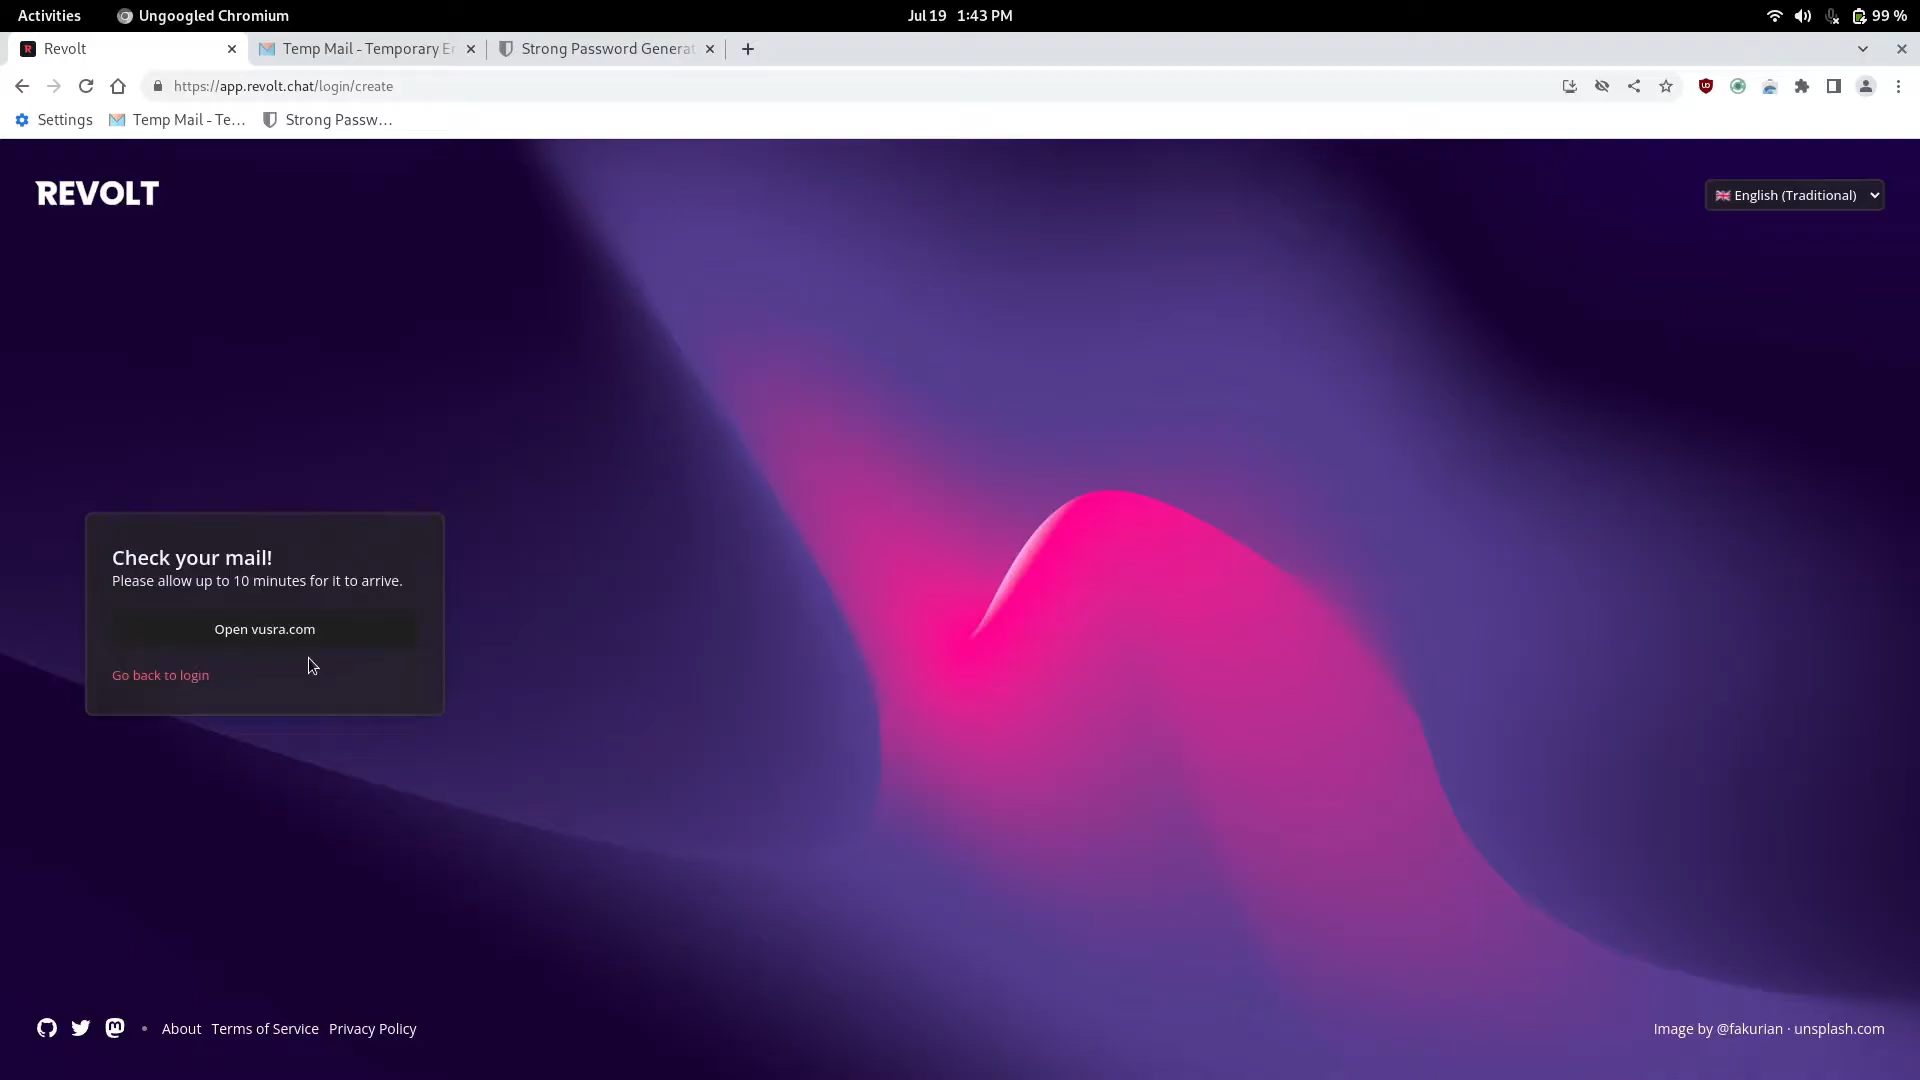 Activities Ungoogled Chromium Jul 19 1:43 PM 99 %
Revolt Temp Mail - Temporary Er Strong Password Generat
https://app.revolt.chat/login/create
Settings Temp Mail - Te... Strong Passw...
REVOLT
English (Traditional)
Check your mail!
Please allow up to 10 minutes for it to arrive.
Open vusra.com
Go back to login
• About Terms of Service Privacy Policy
Image by @fakurian · unsplash.com